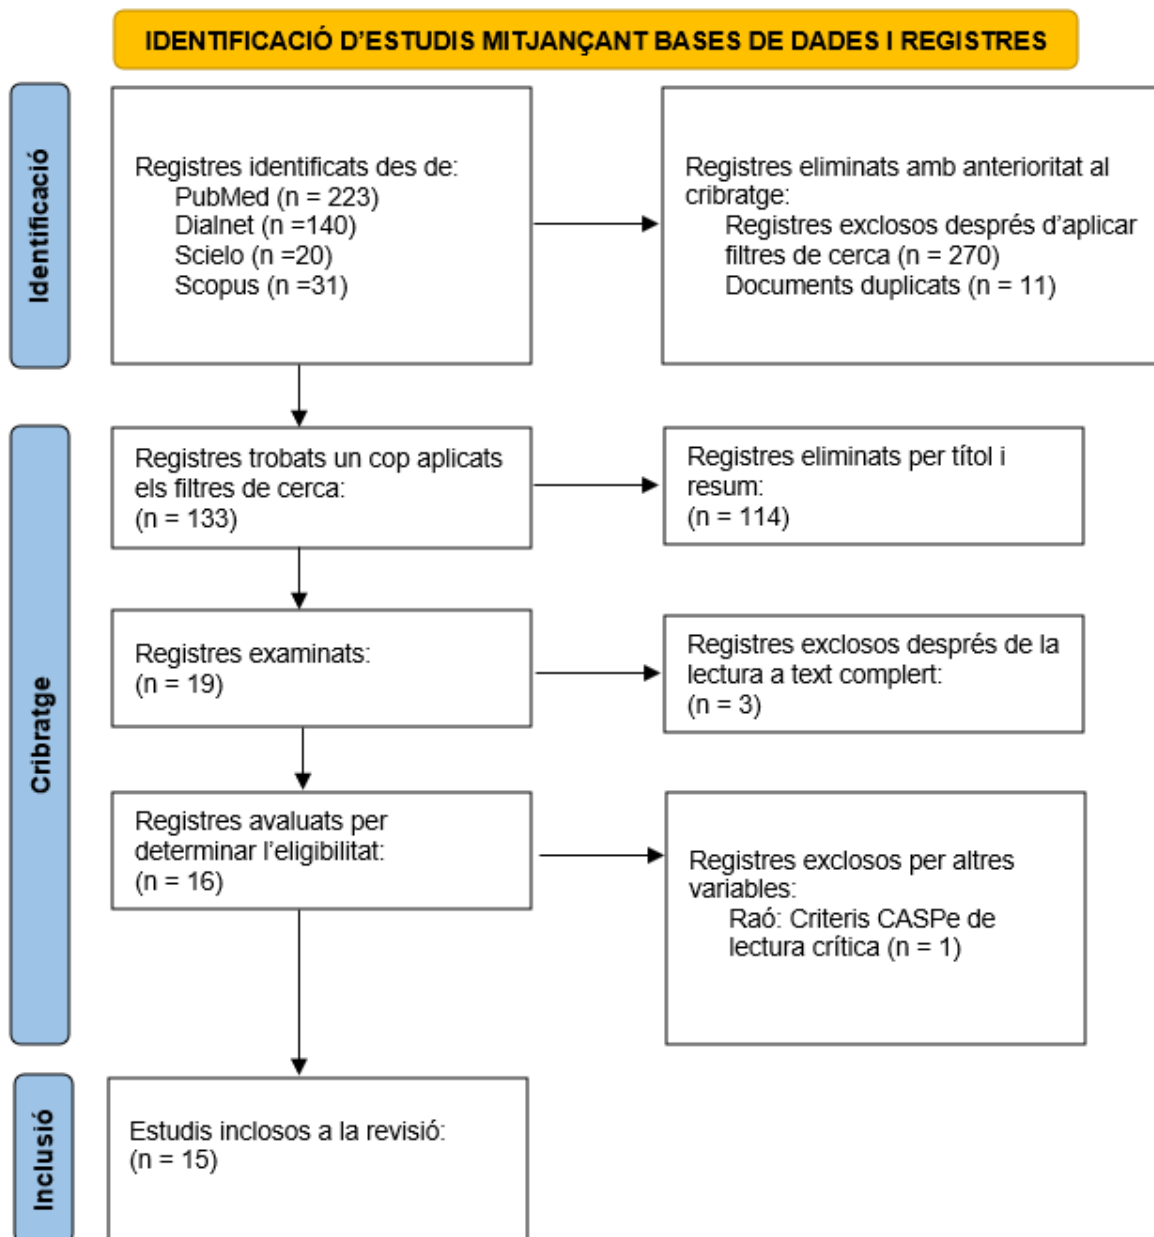 IDENTIFICACIÓ D'ESTUDIS MITJANÇANT BASES DE DADES I REGISTRES
Identificació
Registres identificats des de:
PubMed (n = 223)
Dialnet (n =140)
Scielo (n =20)
Scopus (n =31)
Registres eliminats amb anterioritat al
cribratge:
Registres exclosos després d'aplicar
filtres de cerca (n = 270)
Documents duplicats (n = 11)
Cribratge
Registres trobats un cop aplicats
els filtres de cerca:
(n = 133)
Registres eliminats per títol i
resum:
(n = 114)
Registres examinats:
(n = 19)
Registres exclosos després de la
lectura a text complert:
(n = 3)
Registres avaluats per
determinar l'eligibilitat:
(n = 16)
Registres exclosos per altres
variables:
Raó: Criteris CASPe de
lectura crítica (n = 1)
Inclusió
Estudis inclosos a la revisió:
(n = 15)